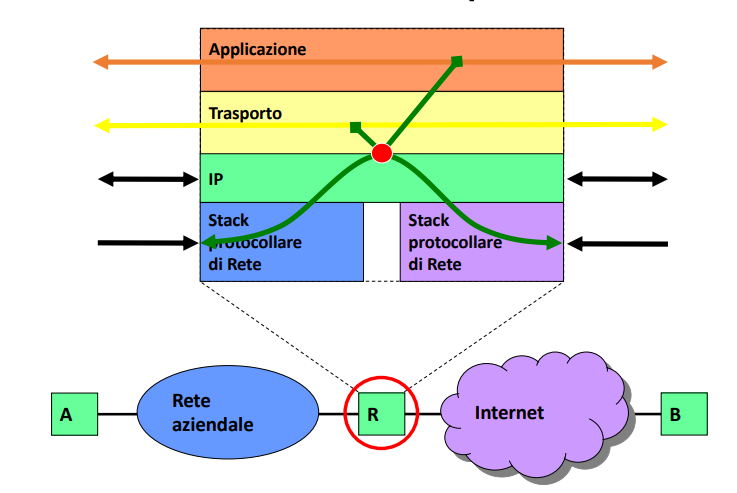 Applicazione
Trasporto
IP
Stack
protocollare
di Rete
Stack
protocollare
di Rete
A
Rete
aziendale
R
Internet
B